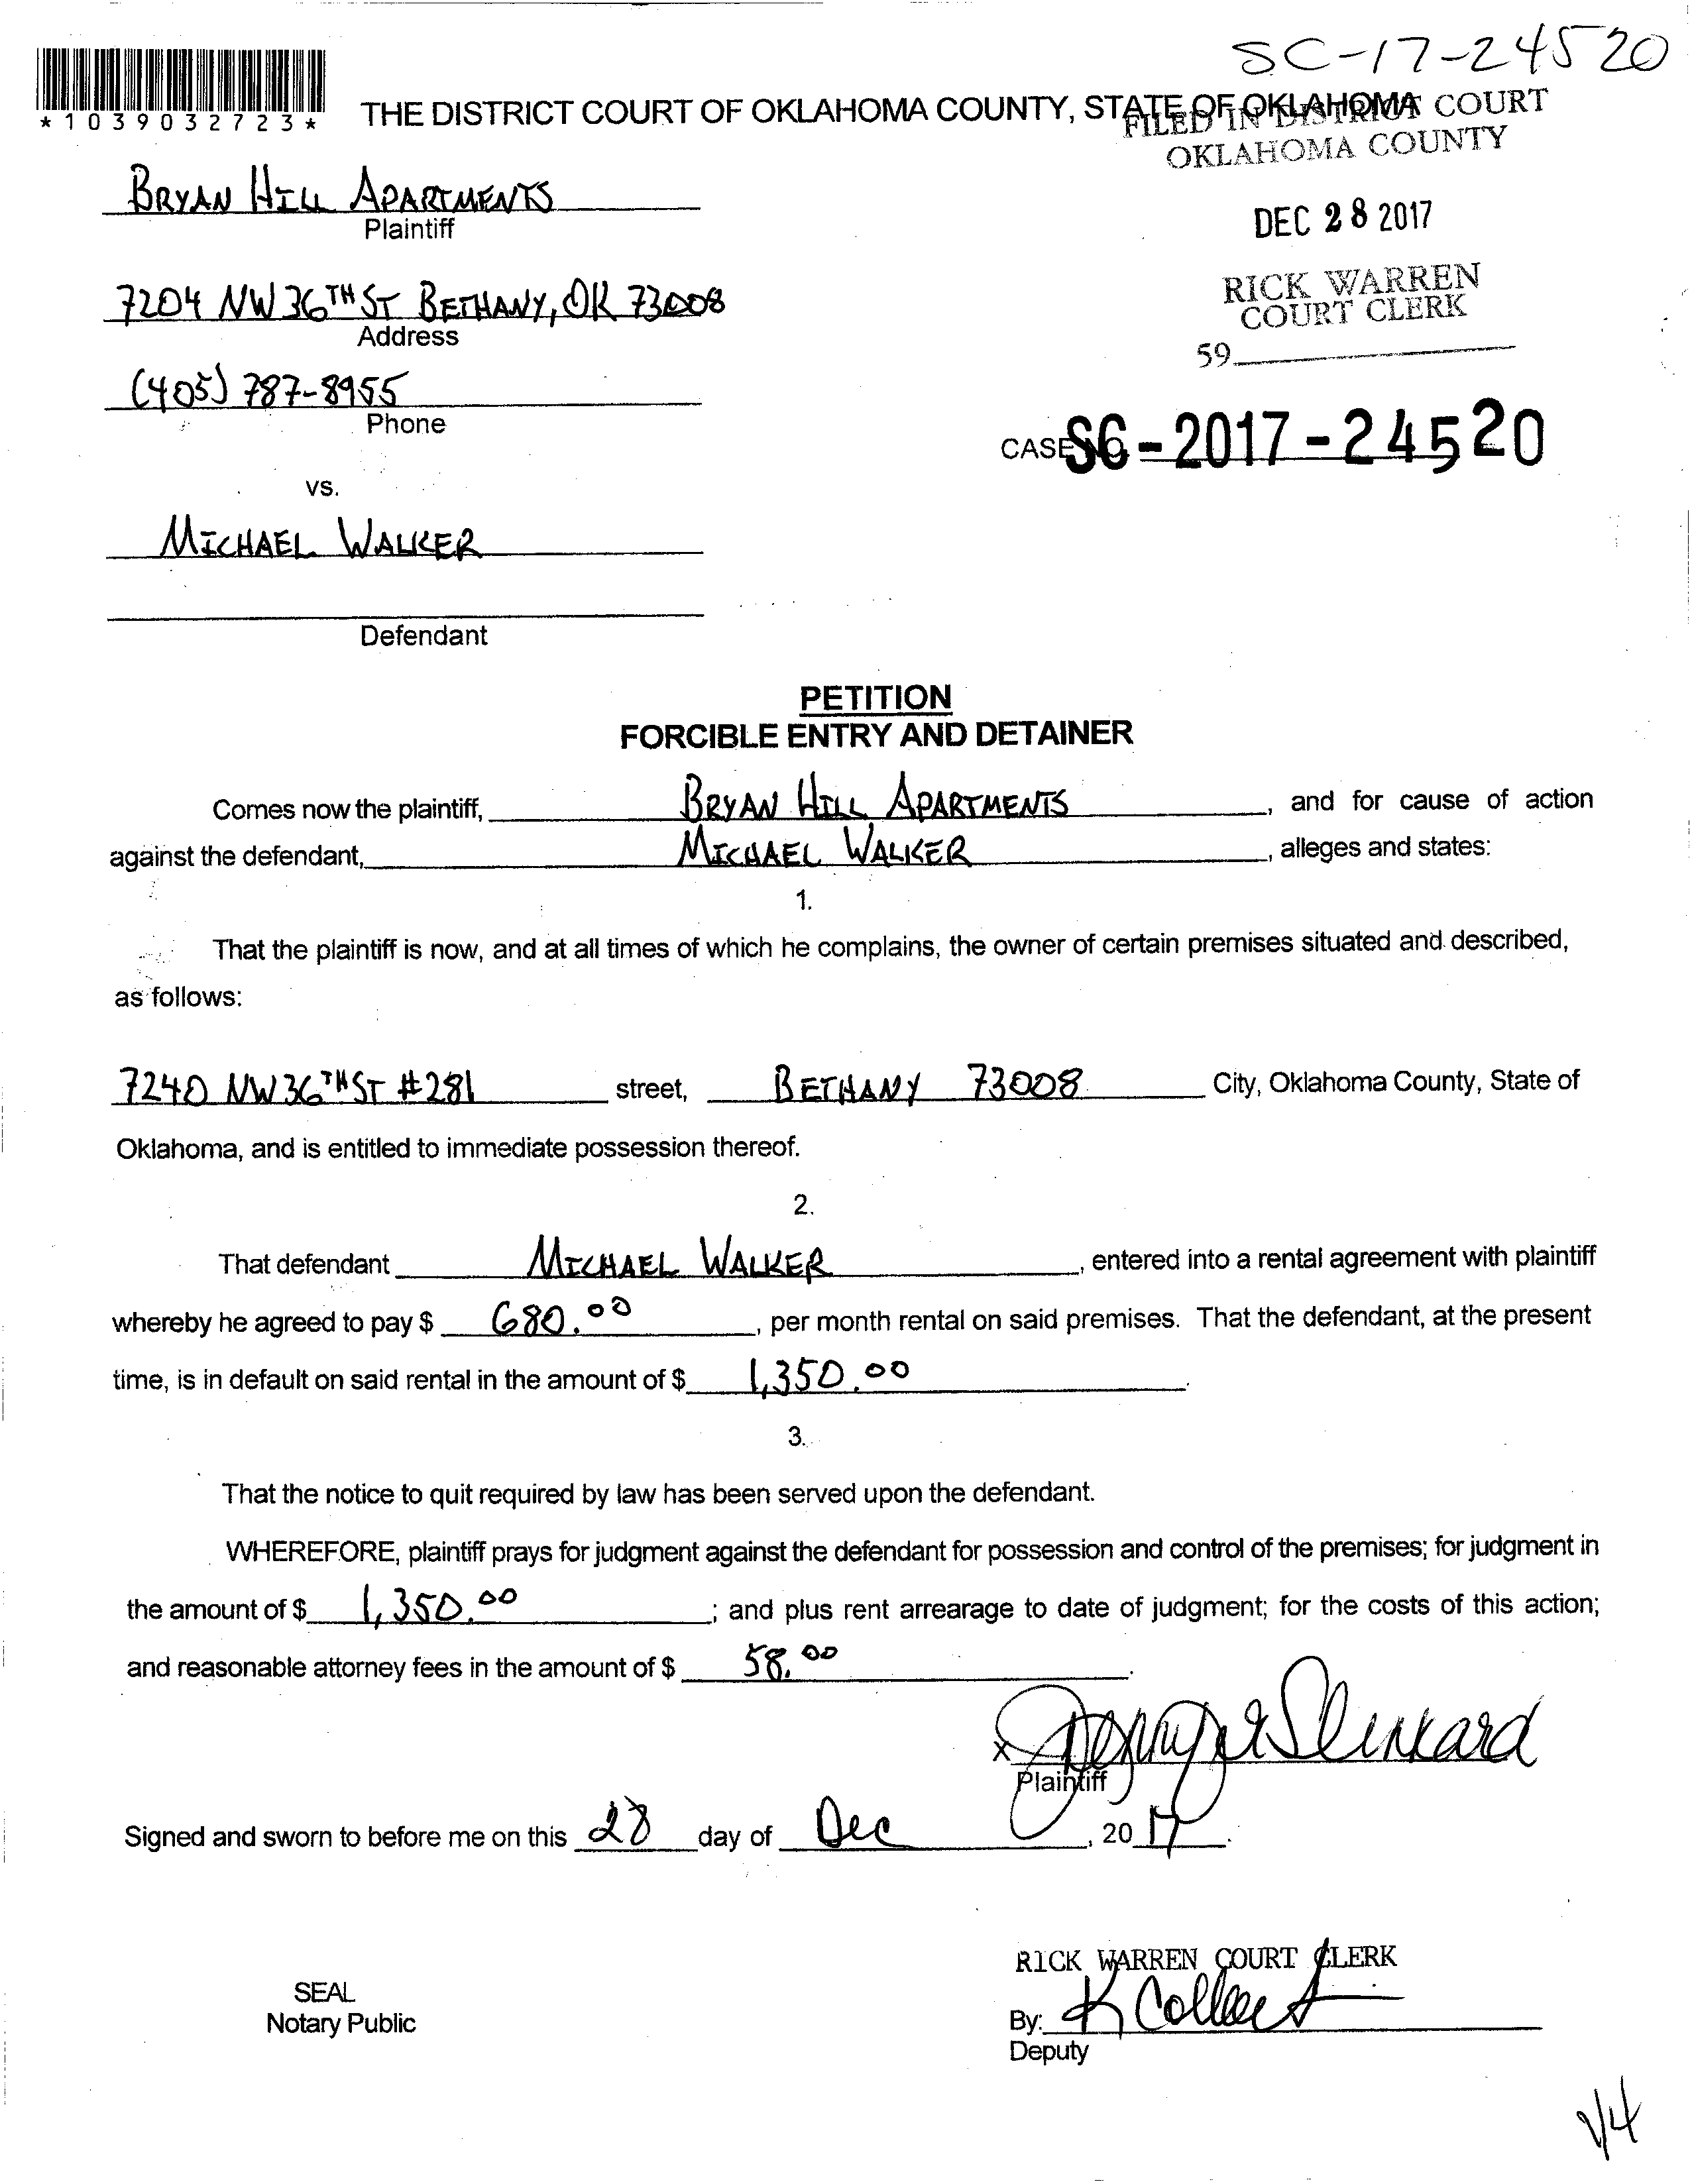 SC-17-24520
*1039032723*
THE DISTRICT COURT OF OKLAHOMA COUNTY, STATE OF OKLAHOMA
FILED IN DISTRICT COURT
OKLAHOMA COUNTY
BRYAN HILL APARTMENTS
Plaintiff
DEC 28 2017
7204 NW 36TH ST BETHANY, OK 73008
Address
RICK WARREN
COURT CLERK
59
(405) 787-8955
Phone
CASE NO. SC-2017-24520
vs.
MICHAEL WALKER
Defendant
PETITION
FORCIBLE ENTRY AND DETAINER
Comes now the plaintiff, BRYAN HILL APARTMENTS, and for cause of action
against the defendant, MICHAEL WALKER, alleges and states:
1.
That the plaintiff is now, and at all times of which he complains, the owner of certain premises situated and described,
as follows:
7240 NW 36TH ST #281 street, BETHANY 73008 City, Oklahoma County, State of
Oklahoma, and is entitled to immediate possession thereof.
2.
That defendant MICHAEL WALKER, entered into a rental agreement with plaintiff
whereby he agreed to pay $ 680.00, per month rental on said premises. That the defendant, at the present
time, is in default on said rental in the amount of $ 1,350.00.
3.
That the notice to quit required by law has been served upon the defendant.
WHEREFORE, plaintiff prays for judgment against the defendant for possession and control of the premises; for judgment in
the amount of $ 1,350.00; and plus rent arrearage to date of judgment; for the costs of this action;
and reasonable attorney fees in the amount of $ 58.00.
x
Plaintiff
Signed and sworn to before me on this 28 day of Dec, 2017.
RICK WARREN COURT CLERK
SEAL
Notary Public
By: K
Deputy